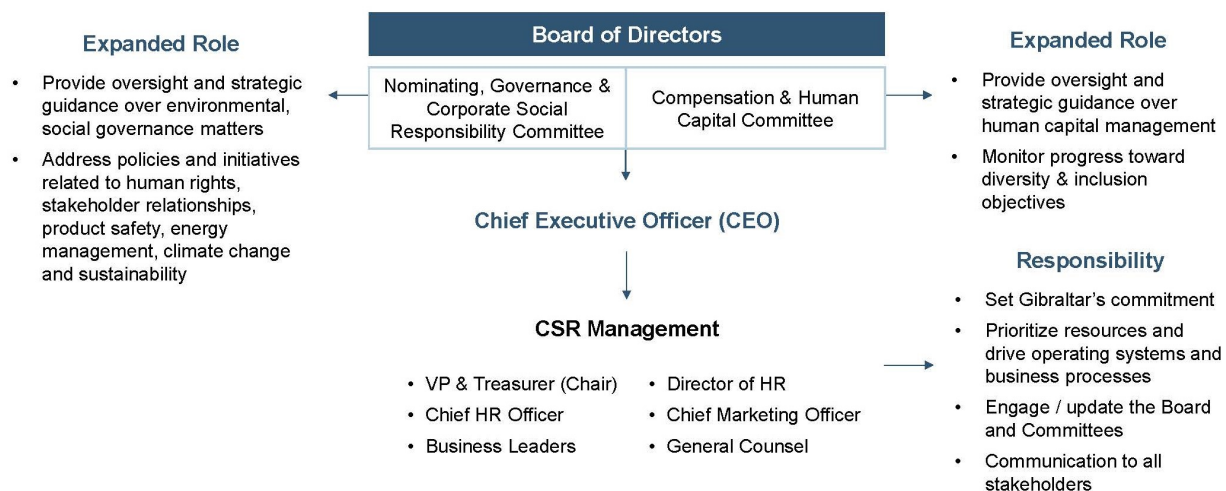 Expanded Role
• Provide oversight and strategic
guidance over environmental,
social governance matters
• Address policies and initiatives
related to human rights,
stakeholder relationships,
product safety, energy
management, climate change
and sustainability
Board of Directors
Nominating, Governance &
Corporate Social
Responsibility Committee
Compensation & Human
Capital Committee
Expanded Role
• Provide oversight and
strategic guidance over
human capital management
• Monitor progress toward
diversity & inclusion
objectives
Chief Executive Officer (CEO)
CSR Management
• VP & Treasurer (Chair)
• Chief HR Officer
• Business Leaders
• Director of HR
• Chief Marketing Officer
• General Counsel
Responsibility
• Set Gibraltar’s commitment
• Prioritize resources and
drive operating systems and
business processes
• Engage / update the Board
and Committees
• Communication to all
stakeholders